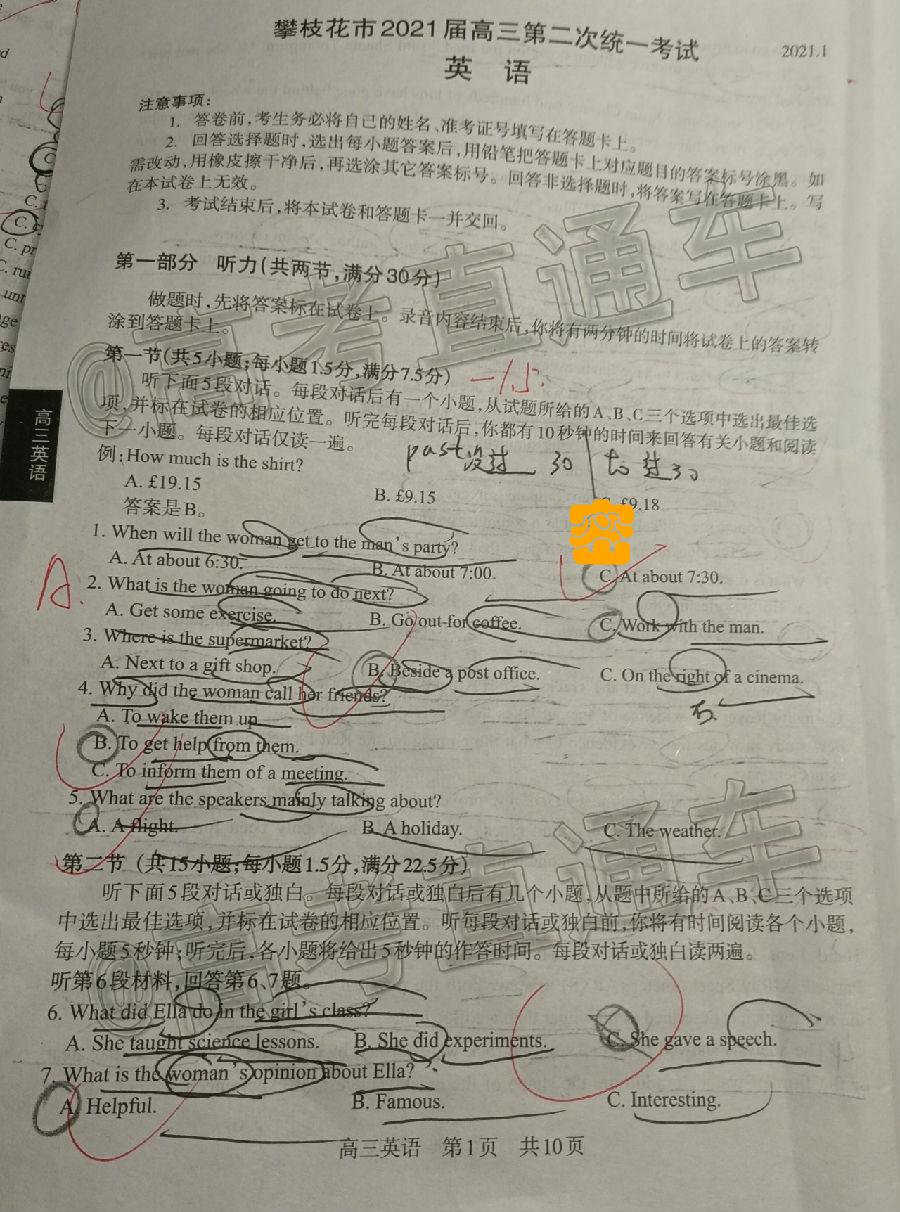 攀枝花市2021届高三第二次统一考试 2021.1
英 语
注意事项:
1. 答卷前,考生务必将自己的姓名、准考证号填写在答题卡上。
2. 回答选择题时,选出每小题答案后,用铅笔把答题卡上对应题目的答案标号涂黑。如
需改动,用橡皮擦干净后,再选涂其它答案标号。回答非选择题时,将答案写在答题卡上。写
在本试卷上无效。
3. 考试结束后,将本试卷和答题卡一并交回。
第一部分 听力(共两节,满分30分)
做题时,先将答案标在试卷上。录音内容结束后,你将有两分钟的时间将试卷上的答案转
涂到答题卡上。
第一节(共5小题;每小题1.5分,满分7.5分) -1.5
听下面5段对话。每段对话后有一个小题,从试题所给的A、B、C三个选项中选出最佳选
项,并标在试卷的相应位置。听完每段对话后,你都有10秒钟的时间来回答有关小题和阅读
下一小题。每段对话仅读一遍。
past没过30 to过30
例:How much is the shirt?
A. £19.15 B. £9.15 £9.18
答案是B。
1. When will the woman get to the man's party?
A. At about 6:30. B. At about 7:00. C. At about 7:30.
A.
2. What is the woman going to do next?
A. Get some exercise. B. Go out for coffee. C. Work with the man.
3. Where is the supermarket?
A. Next to a gift shop. B. Beside a post office. C. On the right of a cinema.
4. Why did the woman call her friends?
A. To wake them up
B. To get help from them.
C. To inform them of a meeting.
5. What are the speakers mainly talking about?
A. A flight. B. A holiday. C. The weather.
第二节 (共15小题;每小题1.5分,满分22.5分)
听下面5段对话或独白。每段对话或独白后有几个小题,从题中所给的A、B、C三个选项
中选出最佳选项,并标在试卷的相应位置。听每段对话或独白前,你将有时间阅读各个小题,
每小题5秒钟;听完后,各小题将给出5秒钟的作答时间。每段对话或独白读两遍。
听第6段材料,回答第6、7题。
6. What did Ella do in the girl's class?
A. She taught science lessons. B. She did experiments. C. She gave a speech.
7. What is the woman's opinion about Ella?
A. Helpful. B. Famous. C. Interesting.
高三英语 第1页 共10页
高三英语
@高考直通车
@高考直通车